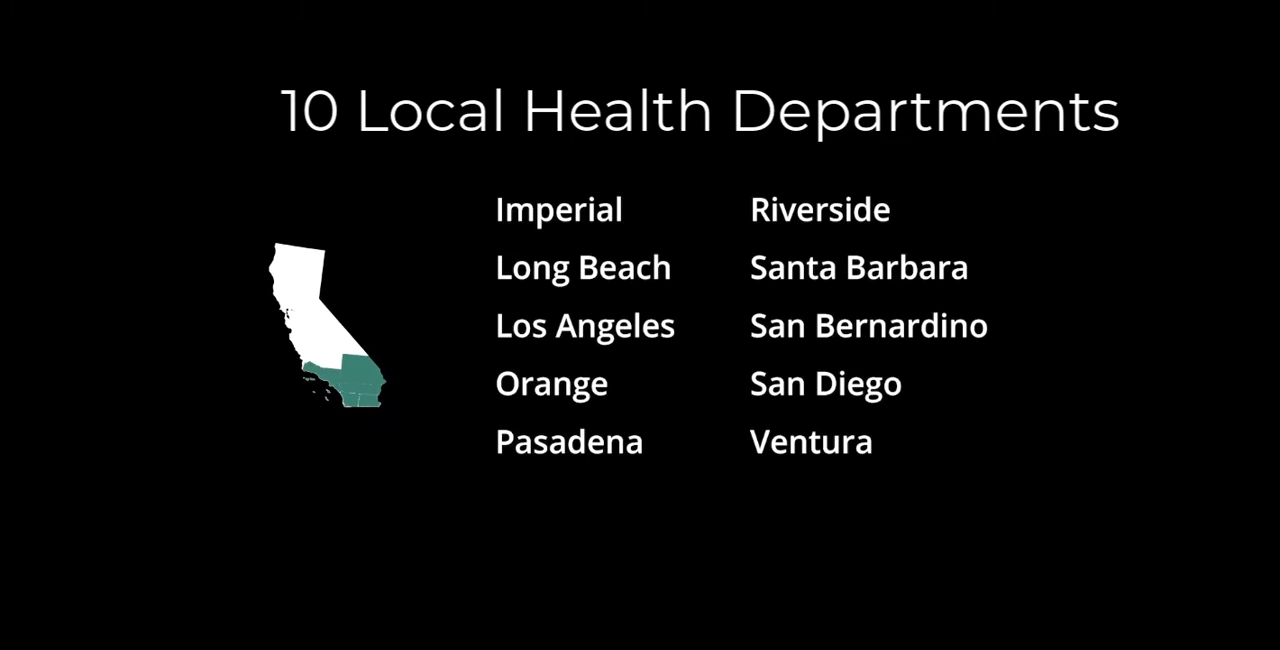 10 Local Health Departments
Imperial
Long Beach
Los Angeles
Orange
Pasadena
Riverside
Santa Barbara
San Bernardino
San Diego
Ventura